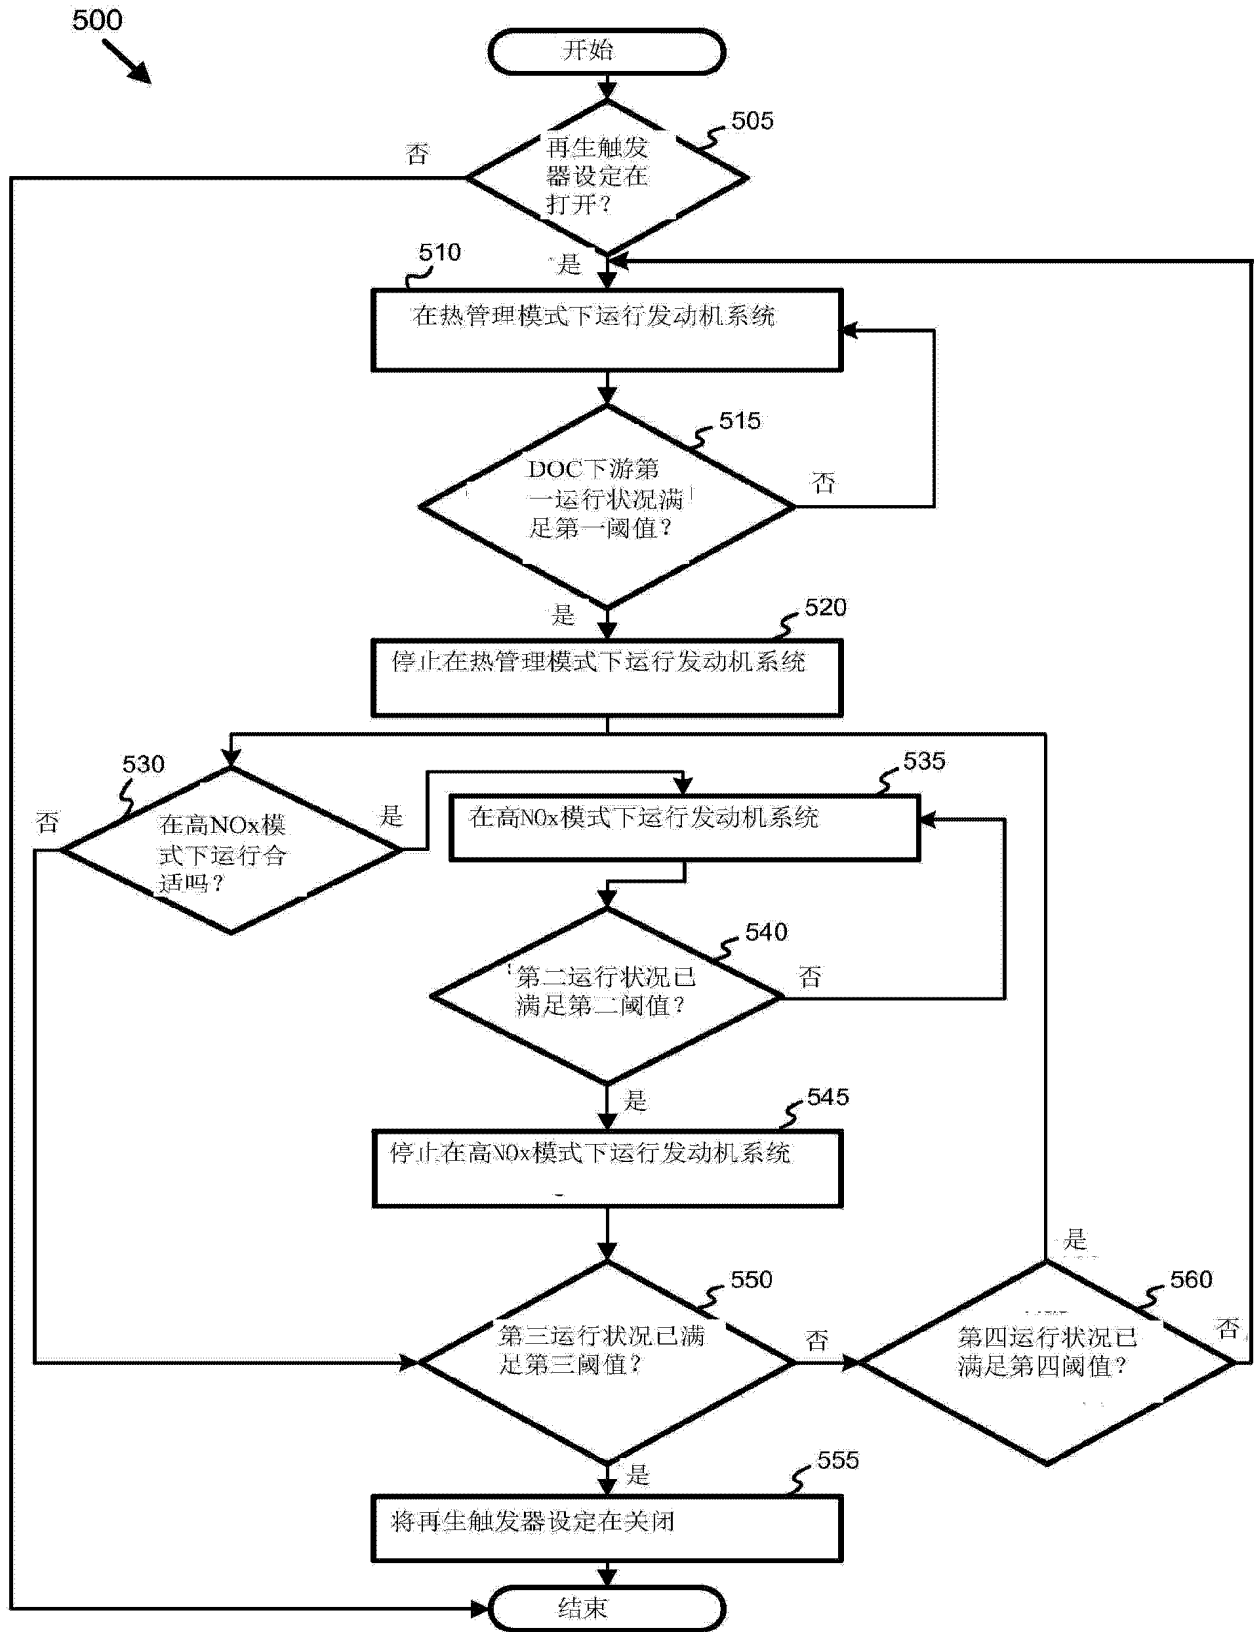 500
开始
505
否
再生触发
器设定在
打开？
是
510
在热管理模式下运行发动机系统
515
DOC下游第
一运行状况满
足第一阈值？
否
是
520
停止在热管理模式下运行发动机系统
530
否
在高NOx模
式下运行合
适吗？
是
535
在高NOx模式下运行发动机系统
540
第二运行状况已
满足第二阈值？
否
是
545
停止在高NOx模式下运行发动机系统
550
第三运行状况已满
足第三阈值？
否
是
560
第四运行状况已
满足第四阈值？
否
是
555
将再生触发器设定在关闭
结束